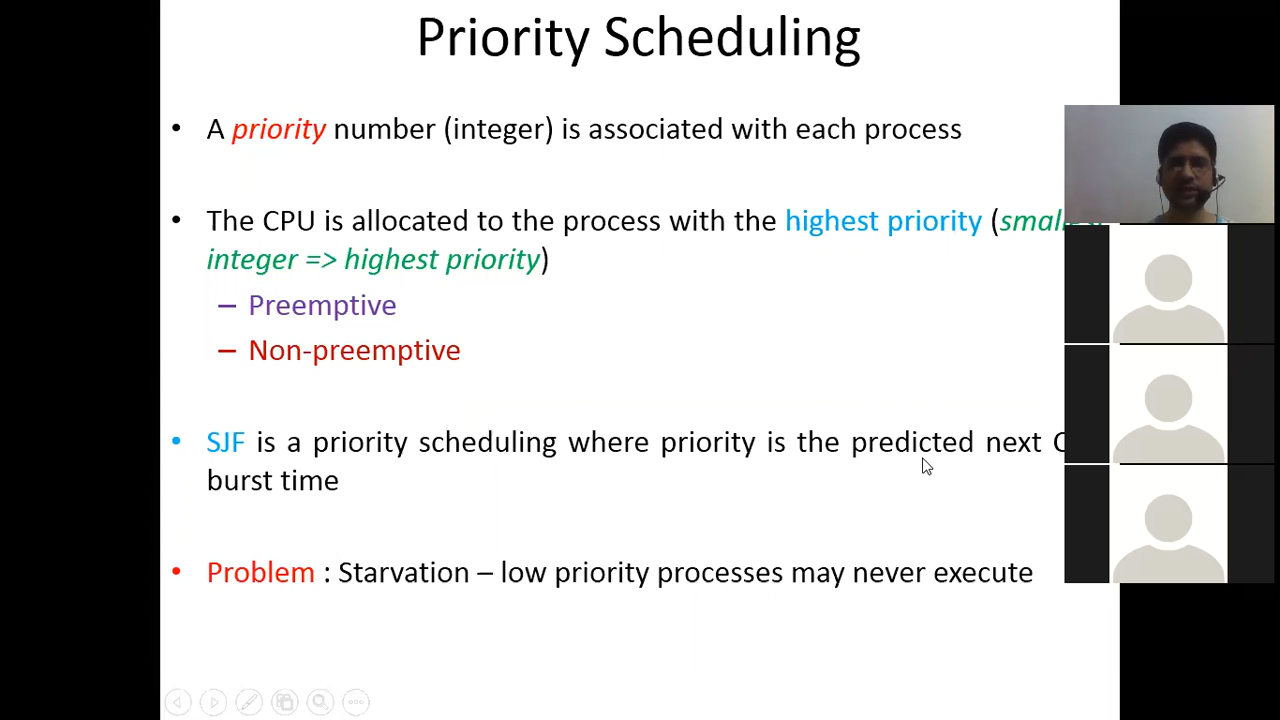 Priority Scheduling
• A priority number (integer) is associated with each process
• The CPU is allocated to the process with the highest priority (
integer => highest priority)
– Preemptive
– Non-preemptive
• SJF is a priority scheduling where priority is the predicted next
burst time
• Problem : Starvation – low priority processes may never execute